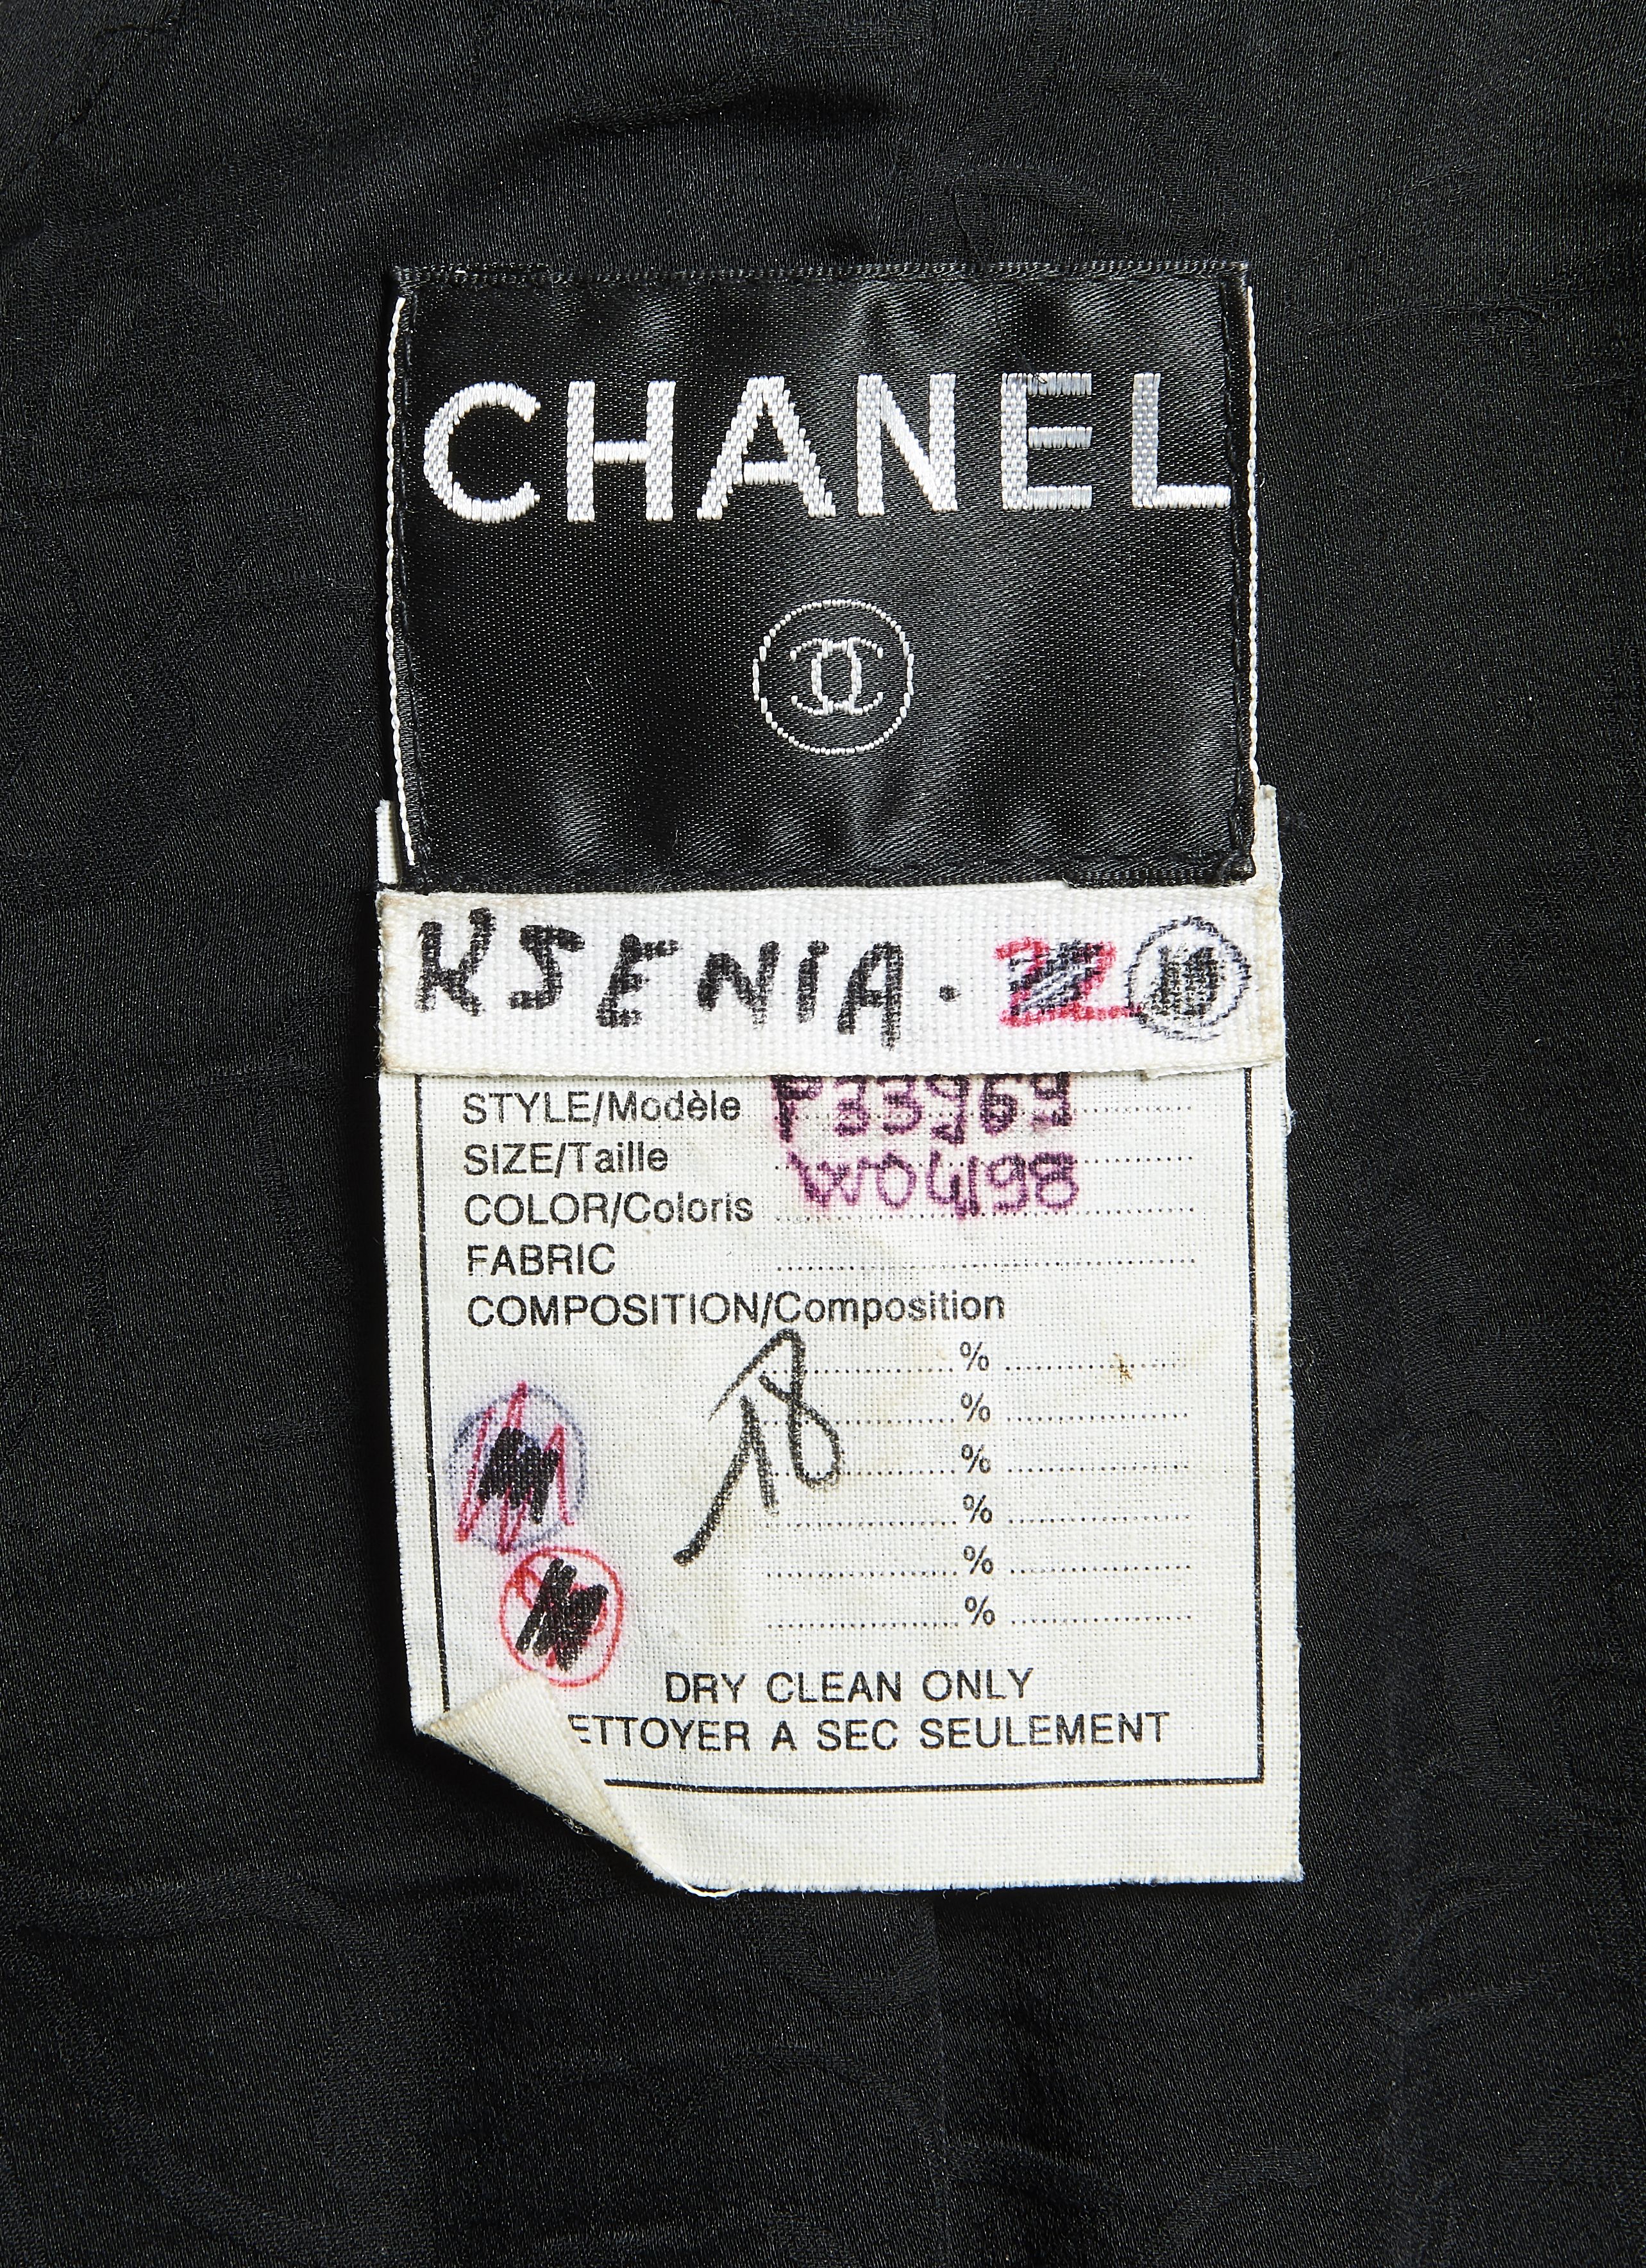 CHANEL
KSENIA.
STYLE/Modèle P33969
SIZE/Taille W04198
COLOR/Coloris
FABRIC
COMPOSITION/Composition
%
%
%
%
%
%
18
DRY CLEAN ONLY
ETTOYER A SEC SEULEMENT